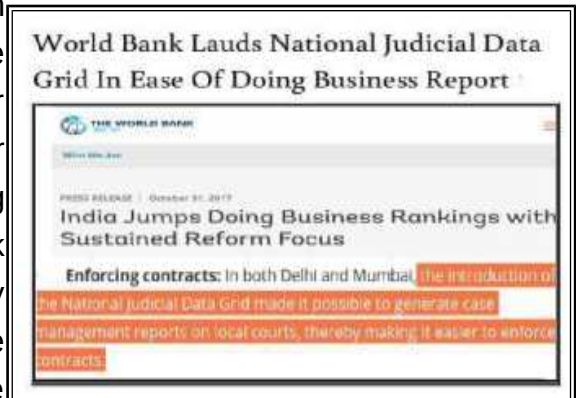 World Bank Lauds National Judicial Data
Grid In Ease Of Doing Business Report
THE WORLD BANK
Who We Are
PRESS RELEASE | October 31, 2017
India Jumps Doing Business Rankings with
Sustained Reform Focus
Enforcing contracts: In both Delhi and Mumbai, the introduction of
the National Judicial Data Grid made it possible to generate case
management reports on local courts, thereby making it easier to enforce
contracts.